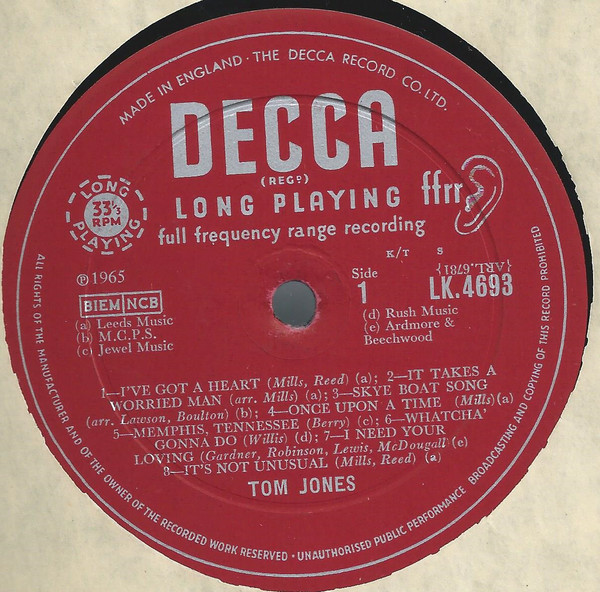 MADE IN ENGLAND · THE DECCA RECORD CO. LTD.
DECCA
(REGD)
LONG PLAYING
ffrr
full frequency range recording
LONG
33 1/3
RPM
PLAYING
℗1965
BIEM NCB
(a) Leeds Music
(b) M.C.P.S.
(c) Jewel Music
K/T S
{ARL.6781}
Side
1
LK.4693
(d) Rush Music
(e) Ardmore &
Beechwood
1—I'VE GOT A HEART (Mills, Reed) (a); 2—IT TAKES A
WORRIED MAN (arr. Mills) (a); 3—SKYE BOAT SONG
(arr. Lawson, Boulton) (b); 4—ONCE UPON A TIME (Mills)(a)
5—MEMPHIS, TENNESSEE (Berry) (c); 6—WHATCHA'
GONNA DO (Willis) (d); 7—I NEED YOUR
LOVING (Gardner, Robinson, Lewis, McDougall (e)
8—IT'S NOT UNUSUAL (Mills, Reed) (a)
TOM JONES
ALL RIGHTS OF THE MANUFACTURER AND OF THE OWNER OF THE RECORDED WORK RESERVED · UNAUTHORISED PUBLIC PERFORMANCE BROADCASTING AND COPYING OF THIS RECORD PROHIBITED